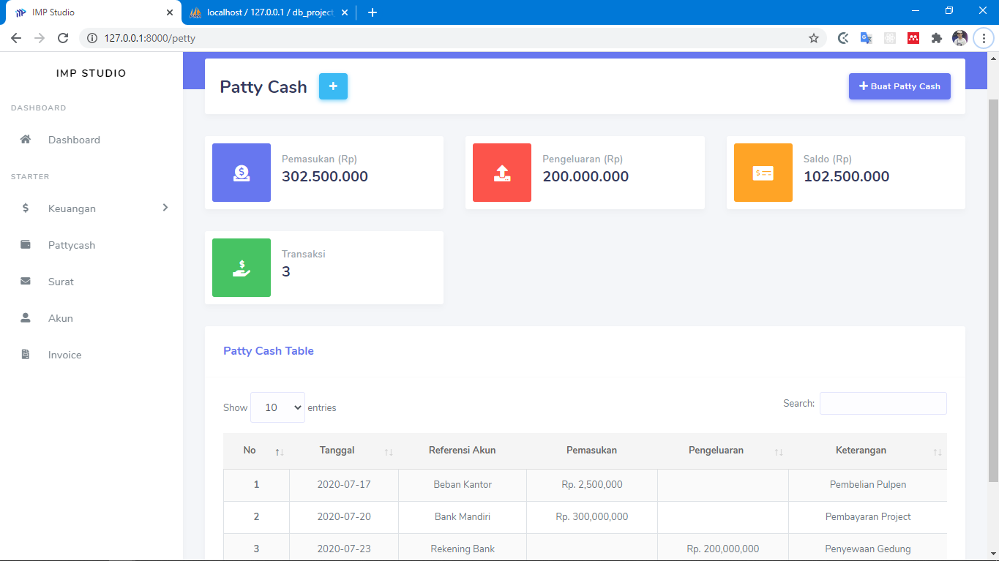 IMP Studio
localhost / 127.0.0.1 / db_project
127.0.0.1:8000/petty
IMP STUDIO
DASHBOARD
Dashboard
STARTER
Keuangan
Pattycash
Surat
Akun
Invoice
Patty Cash
+
+ Buat Patty Cash
Pemasukan (Rp)
302.500.000
Pengeluaran (Rp)
200.000.000
Saldo (Rp)
102.500.000
Transaksi
3
Patty Cash Table
Show 10 entries
Search:
No Tanggal Referensi Akun Pemasukan Pengeluaran Keterangan
1 2020-07-17 Beban Kantor Rp. 2,500,000 Pembelian Pulpen
2 2020-07-20 Bank Mandiri Rp. 300,000,000 Pembayaran Project
3 2020-07-23 Rekening Bank Rp. 200,000,000 Penyewaan Gedung